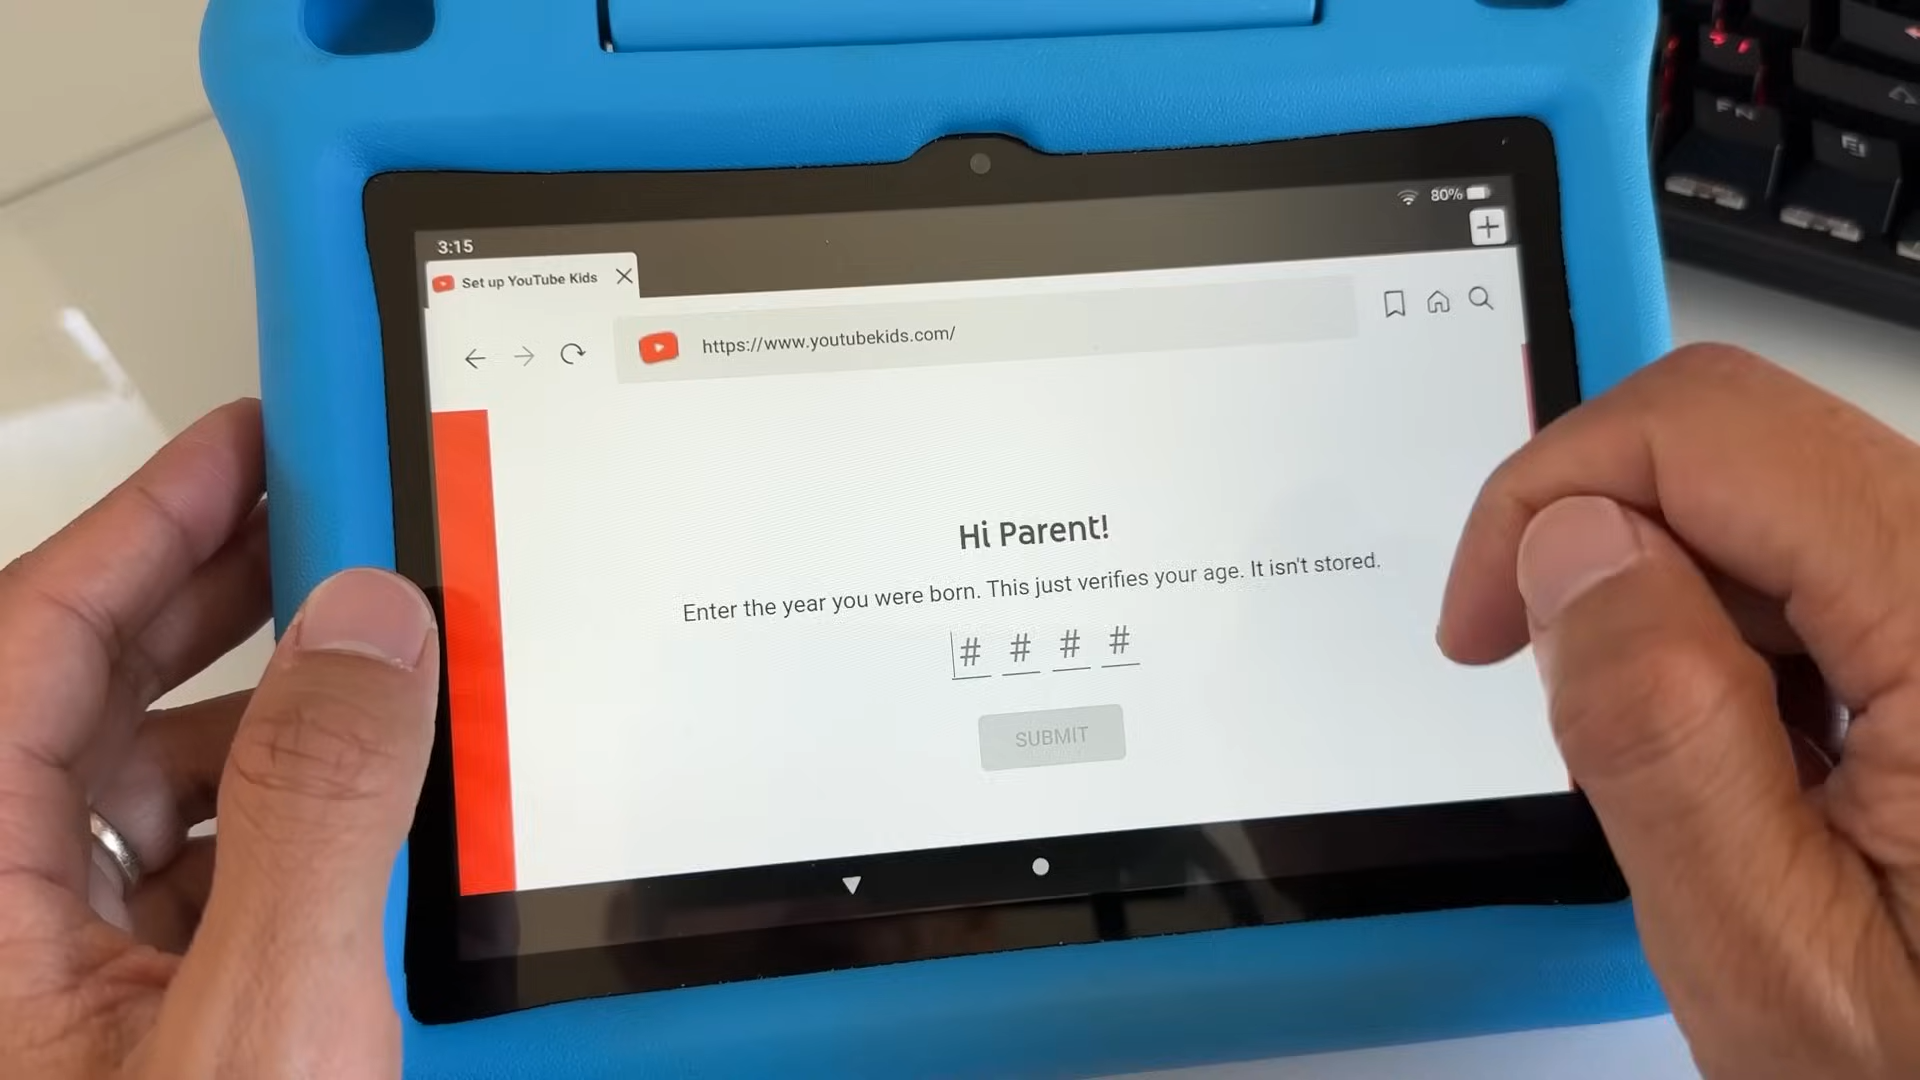 3:15
80%
Set up YouTube Kids
https://www.youtubekids.com/
Hi Parent!
Enter the year you were born. This just verifies your age. It isn't stored.
# # # #
SUBMIT
FN